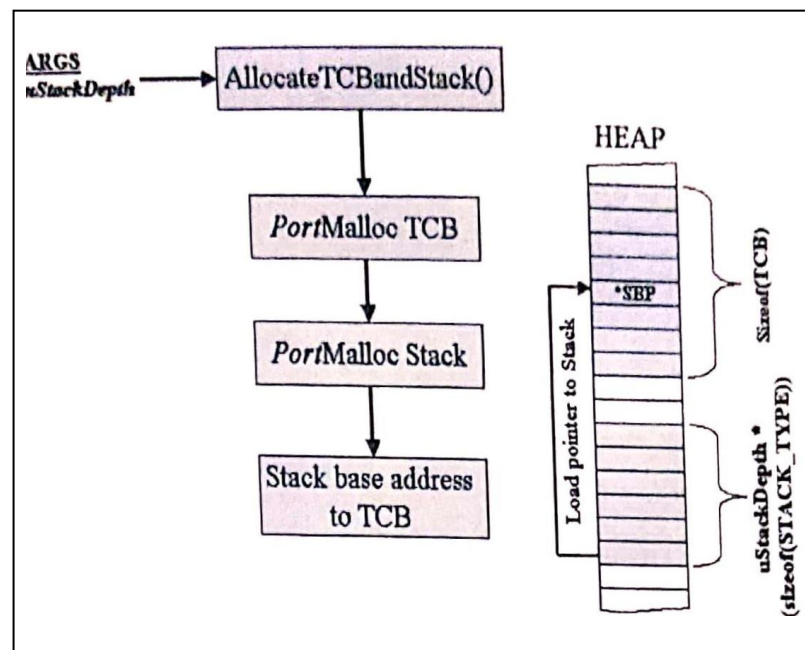 ARGS
uStackDepth
AllocateTCBandStack()
PortMalloc TCB
PortMalloc Stack
Stack base address
to TCB
HEAP
*SBP
Sizeof(TCB)
Load pointer to Stack
uStackDepth *
(sizeof(STACK_TYPE))